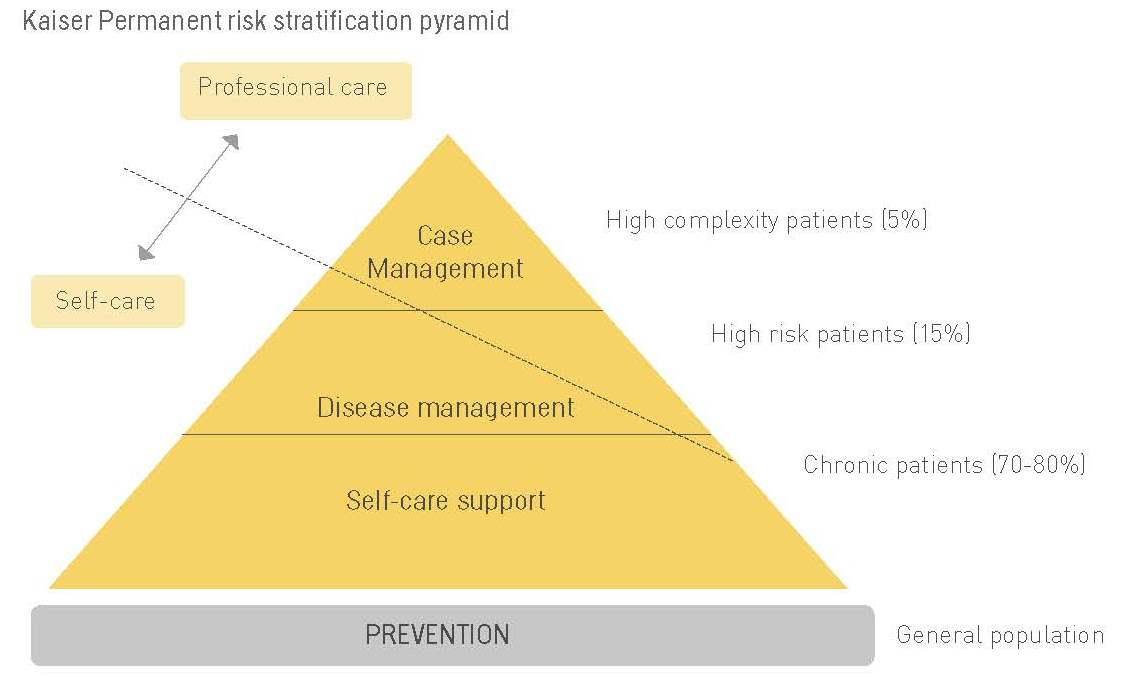 Kaiser Permanent risk stratification pyramid
Professional care
Self-care
Case
Management
High complexity patients (5%)
High risk patients (15%)
Disease management
Chronic patients (70-80%)
Self-care support
PREVENTION
General population